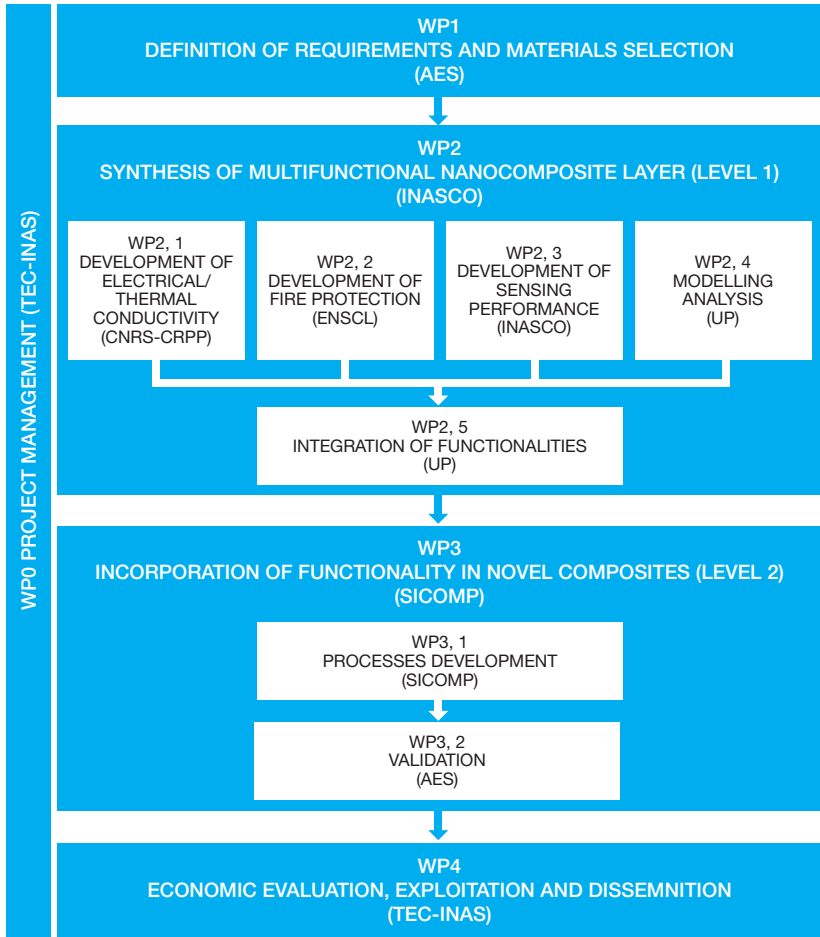 WP0 PROJECT MANAGEMENT (TEC-INAS)
WP1
DEFINITION OF REQUIREMENTS AND MATERIALS SELECTION
(AES)
WP2
SYNTHESIS OF MULTIFUNCTIONAL NANOCOMPOSITE LAYER (LEVEL 1)
(INASCO)
WP2, 1
DEVELOPMENT OF
ELECTRICAL/
THERMAL
CONDUCTIVITY
(CNRS-CRPP)
WP2, 2
DEVELOPMENT OF
FIRE PROTECTION
(ENSCL)
WP2, 3
DEVELOPMENT OF
SENSING
PERFORMANCE
(INASCO)
WP2, 4
MODELLING
ANALYSIS
(UP)
WP2, 5
INTEGRATION OF FUNCTIONALITIES
(UP)
WP3
INCORPORATION OF FUNCTIONALITY IN NOVEL COMPOSITES (LEVEL 2)
(SICOMP)
WP3, 1
PROCESSES DEVELOPMENT
(SICOMP)
WP3, 2
VALIDATION
(AES)
WP4
ECONOMIC EVALUATION, EXPLOITATION AND DISSEMNITION
(TEC-INAS)